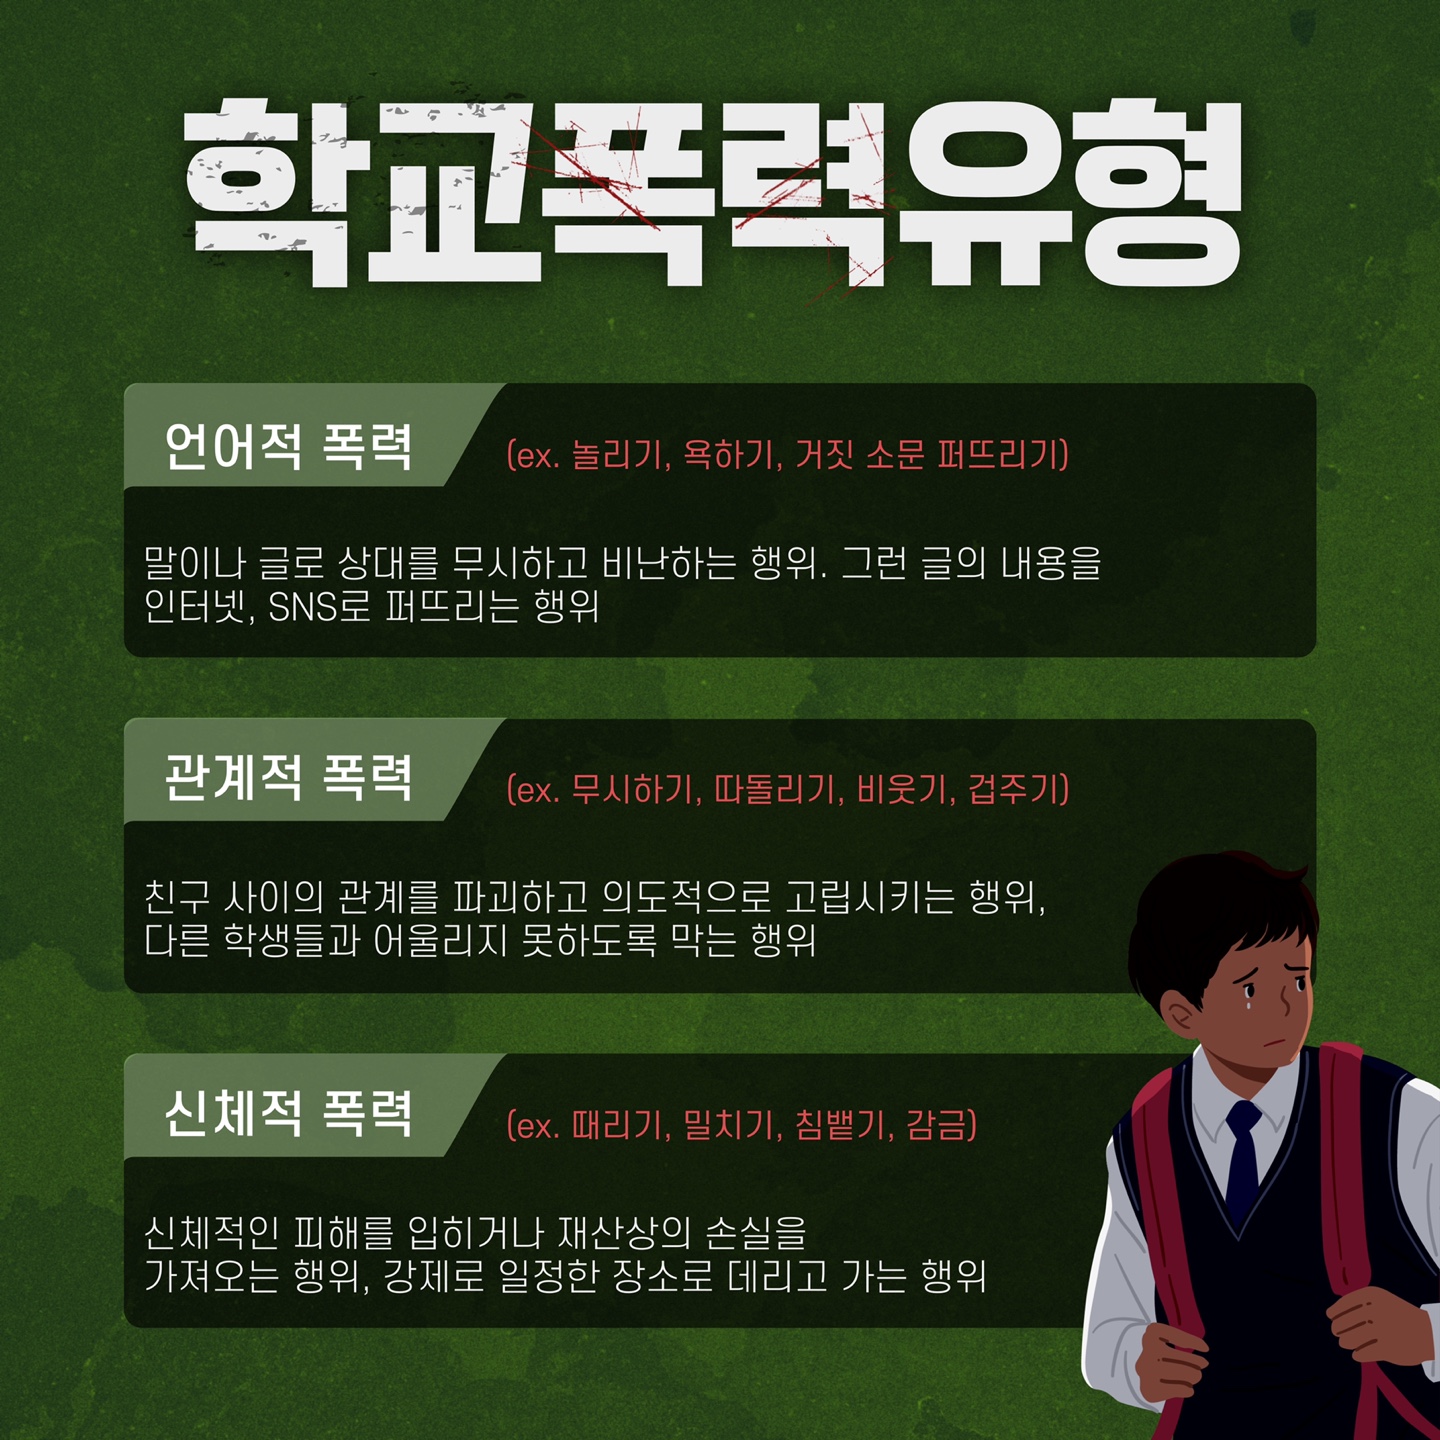 학교폭력유형
언어적 폭력
(ex. 놀리기, 욕하기, 거짓 소문 퍼뜨리기)
말이나 글로 상대를 무시하고 비난하는 행위. 그런 글의 내용을
인터넷, SNS로 퍼뜨리는 행위
관계적 폭력
(ex. 무시하기, 따돌리기, 비웃기, 겁주기)
친구 사이의 관계를 파괴하고 의도적으로 고립시키는 행위,
다른 학생들과 어울리지 못하도록 막는 행위
신체적 폭력
(ex. 때리기, 밀치기, 침뱉기, 감금)
신체적인 피해를 입히거나 재산상의 손실을
가져오는 행위, 강제로 일정한 장소로 데리고 가는 행위